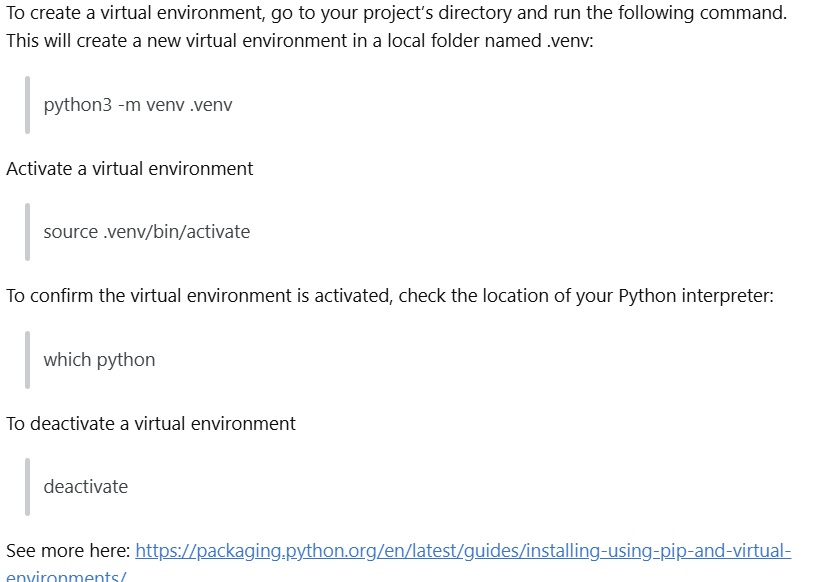 To create a virtual environment, go to your project’s directory and run the following command.
This will create a new virtual environment in a local folder named .venv:
python3 -m venv .venv
Activate a virtual environment
source .venv/bin/activate
To confirm the virtual environment is activated, check the location of your Python interpreter:
which python
To deactivate a virtual environment
deactivate
See more here: https://packaging.python.org/en/latest/guides/installing-using-pip-and-virtual-
environments/